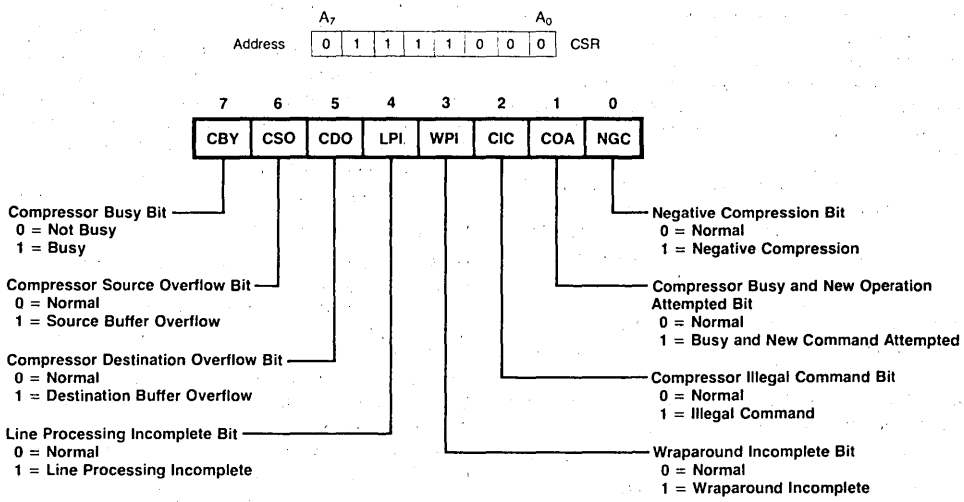 A7 A0
Address 0 1 1 1 1 0 0 0 CSR
7 6 5 4 3 2 1 0
CBY CSO CDO LPI. WPI CIC COA NGC
Compressor Busy Bit
0 = Not Busy
1 = Busy
Compressor Source Overflow Bit
0 = Normal
1 = Source Buffer Overflow
Compressor Destination Overflow Bit
0 = Normal
1 = Destination Buffer Overflow
Line Processing Incomplete Bit
0 = Normal
1 = Line Processing Incomplete
Negative Compression Bit
0 = Normal
1 = Negative Compression
Compressor Busy and New Operation
Attempted Bit
0 = Normal
1 = Busy and New Command Attempted
Compressor Illegal Command Bit
0 = Normal
1 = Illegal Command
Wraparound Incomplete Bit
0 = Normal
1 = Wraparound Incomplete